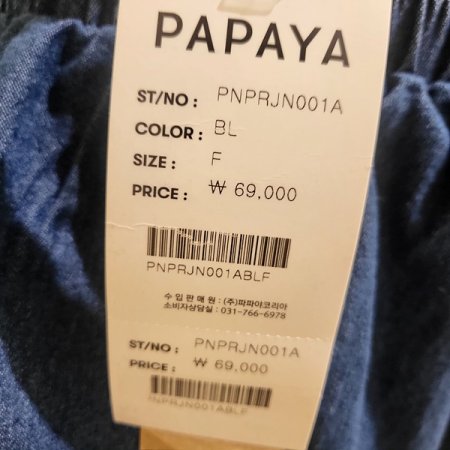 PAPAYA
ST/NO : PNPRJN001A
COLOR : BL
SIZE : F
PRICE : ₩ 69,000
PNPRJN001ABLF
수 입 판 매 원 : (주)파파야코리아
소비자상담실 : 031-766-6978
ST/NO : PNPRJN001A
PRICE : ₩ 69,000
PNPRJN001ABLF